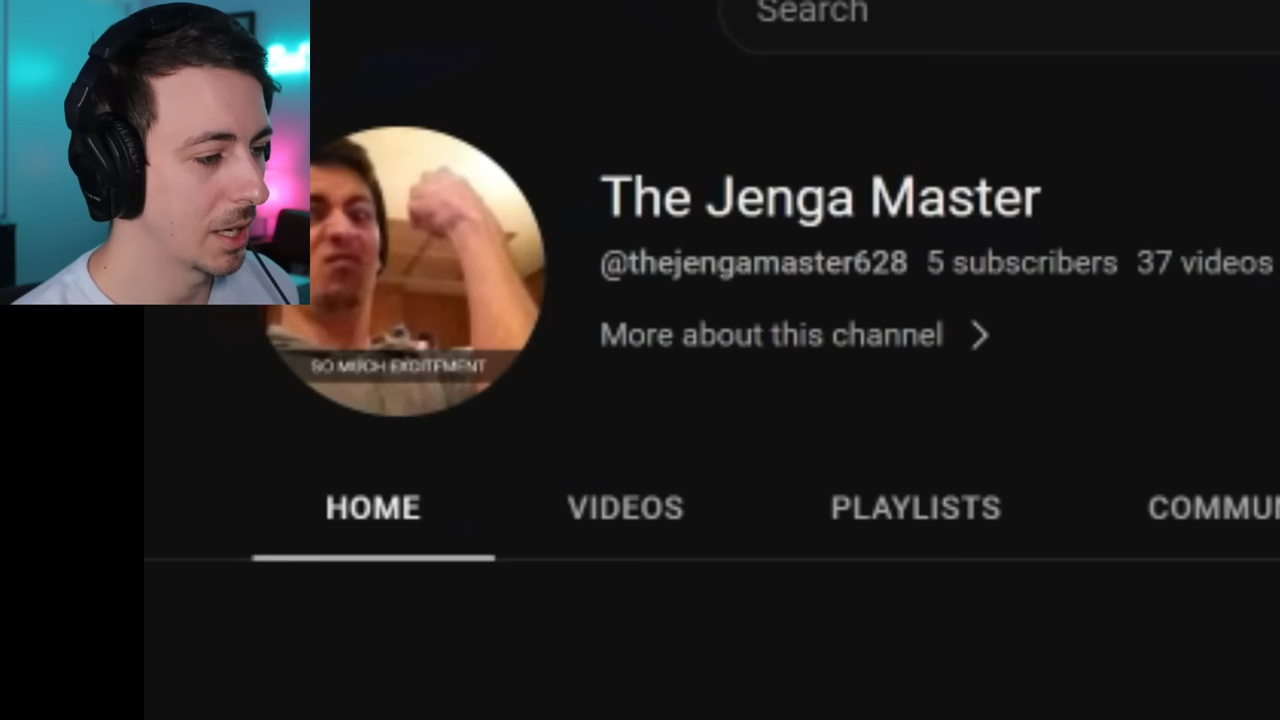 Search
The Jenga Master
@thejengamaster628 5 subscribers 37 videos
More about this channel
SO MUCH EXCITEMENT
HOME VIDEOS PLAYLISTS COMMUN